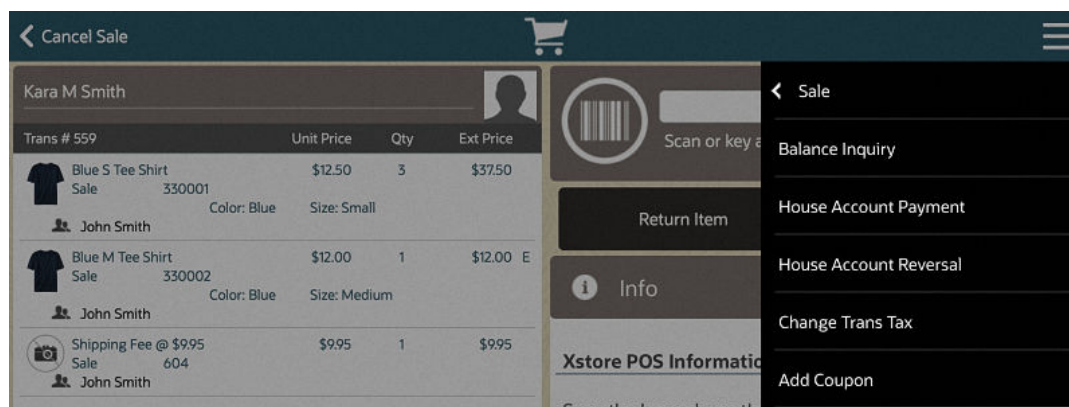 Cancel Sale
Kara M Smith
Trans # 559 Unit Price Qty Ext Price
Blue S Tee Shirt $12.50 3 $37.50
Sale 330001
Color: Blue Size: Small
John Smith
Blue M Tee Shirt $12.00 1 $12.00 E
Sale 330002
Color: Blue Size: Medium
John Smith
Shipping Fee @ $9.95 $9.95 1 $9.95
Sale 604
John Smith
Scan or key a
Return Item
Info
Xstore POS Informatio
Sale
Balance Inquiry
House Account Payment
House Account Reversal
Change Trans Tax
Add Coupon